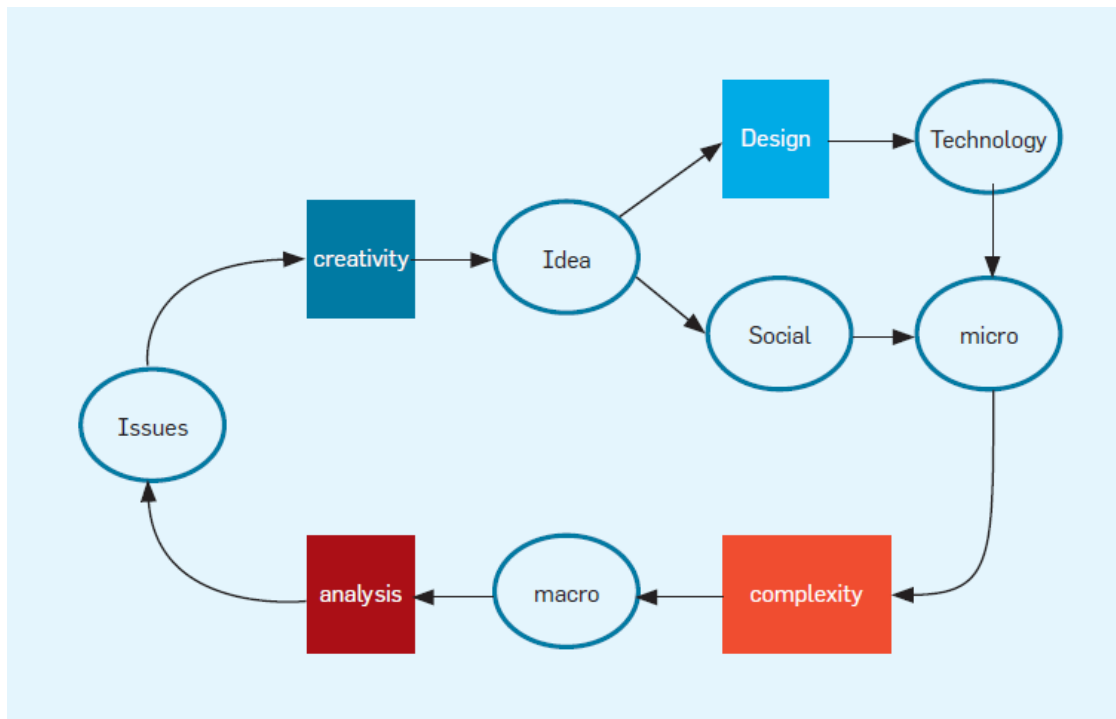 Design
Technology
creativity
Idea
Social
micro
Issues
analysis
macro
complexity